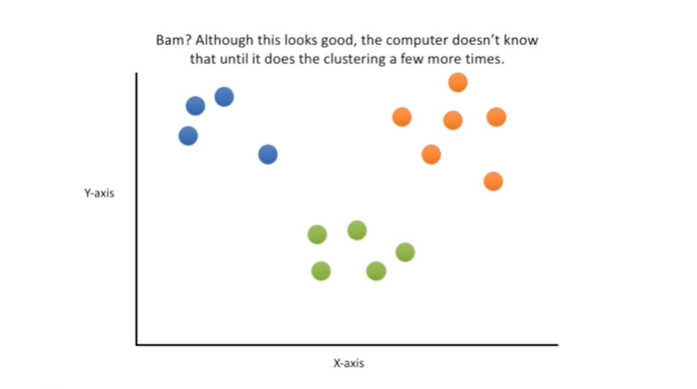 Bam? Although this looks good, the computer doesn’t know
that until it does the clustering a few more times.
Y-axis
X-axis